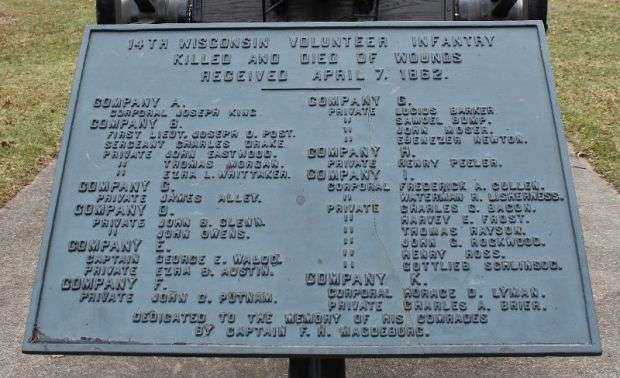 14TH WISCONSIN VOLUNTEER INFANTRY
KILLED AND DIED OF WOUNDS
RECEIVED APRIL 7, 1862.
COMPANY A.
CORPORAL JOSEPH KING
COMPANY B.
FIRST LIEUT. JOSEPH D. POST.
SERGEANT CHARLES DRAKE
PRIVATE JOHN EASTWOOD.
" THOMAS MORGAN.
" EZRA L. WHITTAKER.
COMPANY C.
PRIVATE JAMES ALLEY.
COMPANY D.
PRIVATE JOHN B. GLENN.
" JOHN OWENS.
COMPANY E.
CAPTAIN GEORGE E. WALDO.
PRIVATE EZRA B. AUSTIN.
COMPANY F.
PRIVATE JOHN D. PUTNAM.
COMPANY G.
PRIVATE LUCIUS BARKER
" SAMUEL BUMP.
" JOHN MOSER.
" EBENEZER NEWTON.
COMPANY H.
PRIVATE HENRY PEELER.
COMPANY I.
CORPORAL FREDERICK A. CULLEN.
" WATERMAN H. LIGHERNESS.
PRIVATE CHARLES G. BACON.
" HARVEY E. FROST.
" THOMAS RAYSON.
" JOHN G. ROCKWOOD.
" HENRY ROSS.
" GOTTLIEB SCHLINSOG.
COMPANY K.
CORPORAL HORACE D. LYMAN.
PRIVATE CHARLES A. BRIER.
DEDICATED TO THE MEMORY OF HIS COMRADES
BY CAPTAIN F. H. MAGDEBURG.